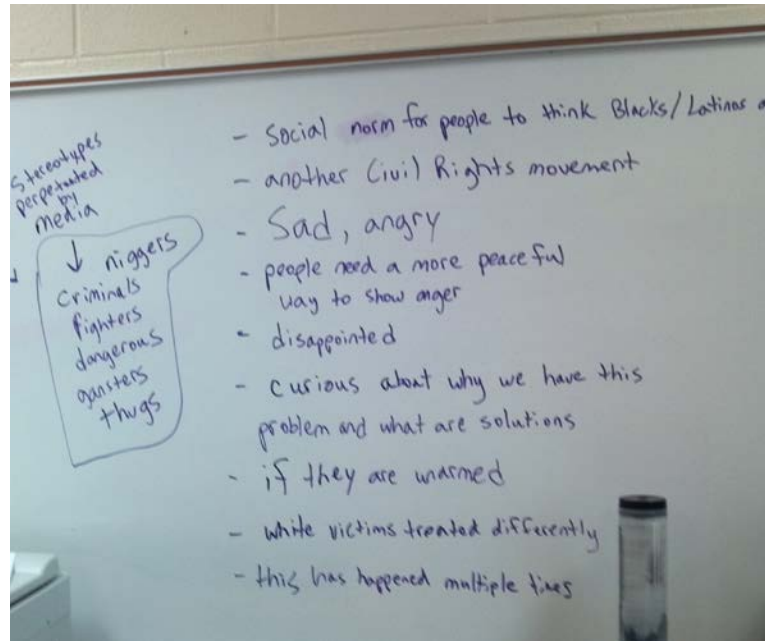 Stereotypes
perpetuated
by
media
↓ niggers
criminals
fighters
dangerous
gansters
thugs
- Social norm for people to think Blacks/Latinos
- another Civil Rights movement
- Sad, angry
- people need a more peaceful
way to show anger
- disappointed
- curious about why we have this
problem and what are solutions
- if they are unarmed
- white victims treated differently
- this has happened multiple times